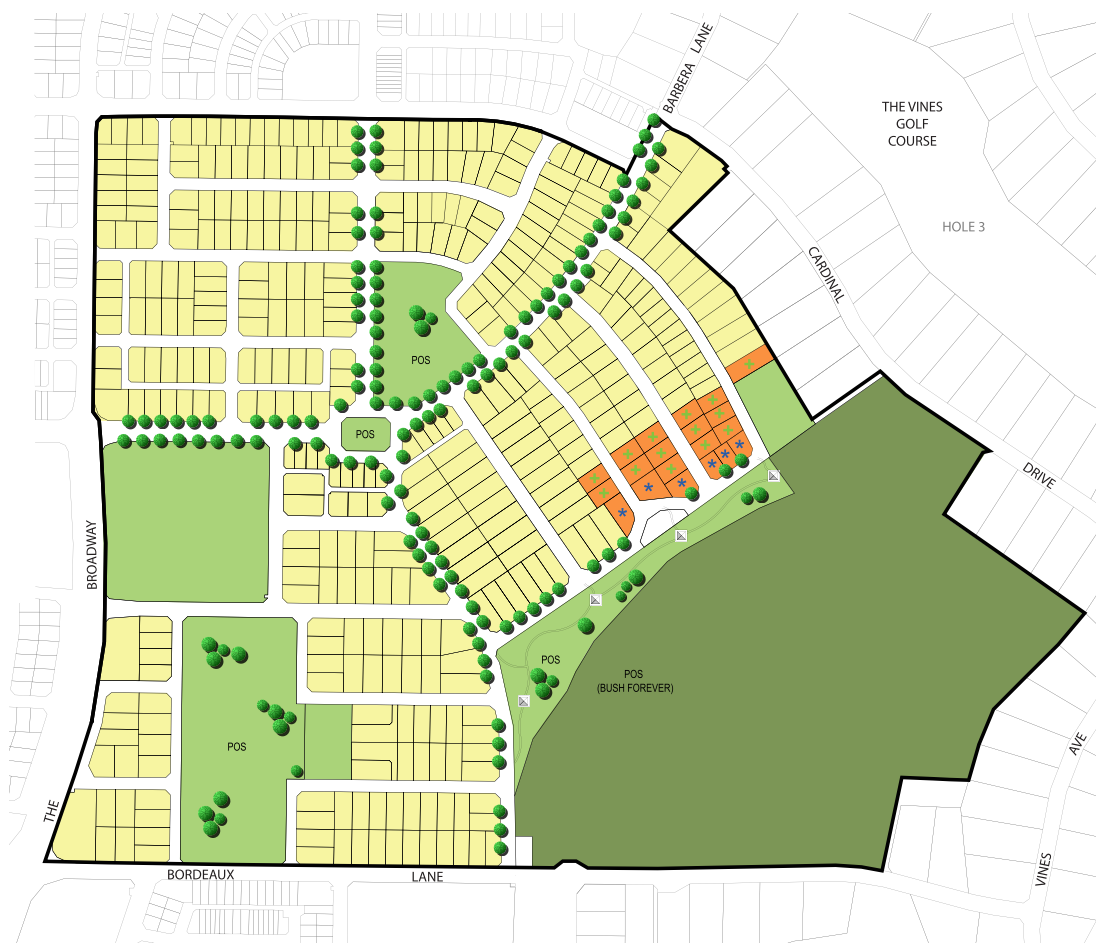 BARBERA LANE
THE VINES
GOLF
COURSE
HOLE 3
CARDINAL
POS
POS
DRIVE
BROADWAY
POS
POS
(BUSH FOREVER)
POS
AVE
THE
VINES
BORDEAUX
LANE